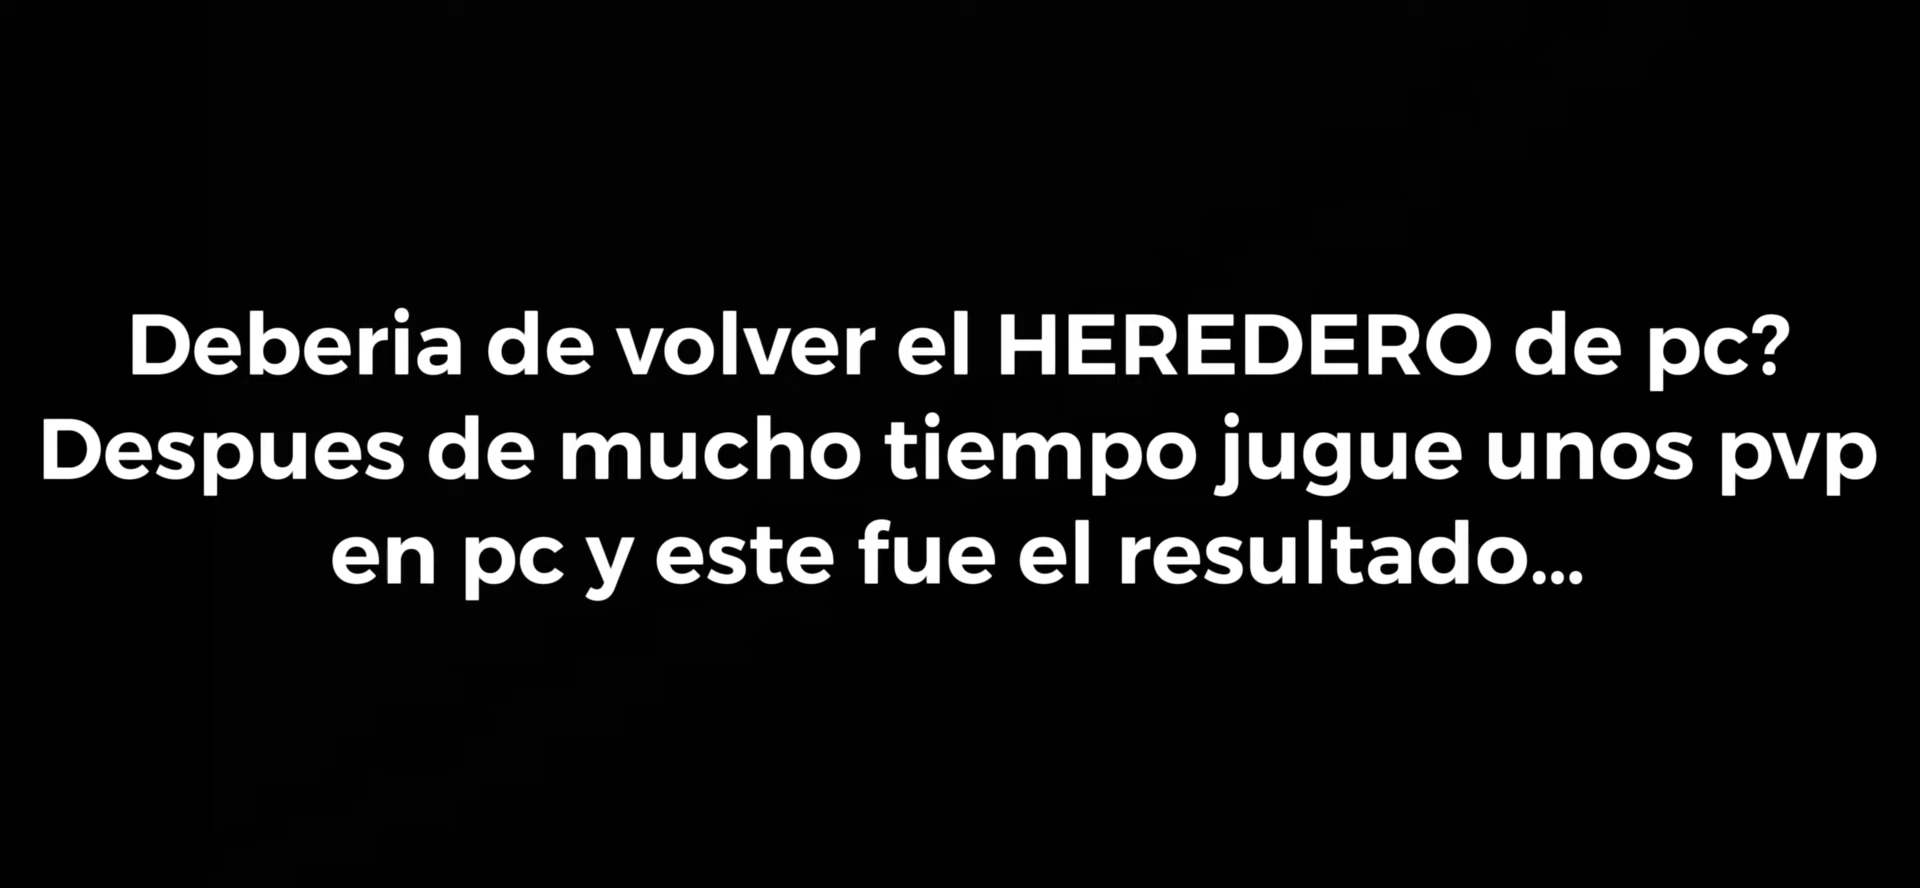 Deberia de volver el HEREDERO de pc?
Despues de mucho tiempo jugue unos pvp
en pc y este fue el resultado...